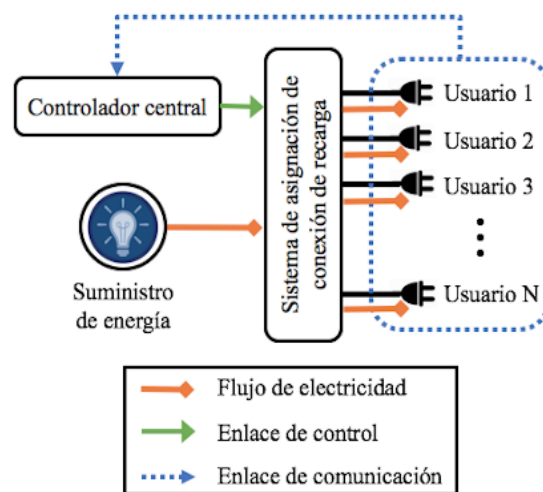 Controlador central
Suministro
de energía
Sistema de asignación de
conexión de recarga
Usuario 1
Usuario 2
Usuario 3
Usuario N
Flujo de electricidad
Enlace de control
Enlace de comunicación